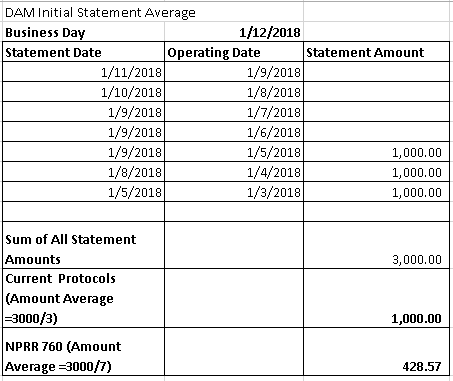 DAM Initial Statement Average
Business Day 1/12/2018
Statement Date Operating Date Statement Amount
1/11/2018 1/9/2018
1/10/2018 1/8/2018
1/9/2018 1/7/2018
1/9/2018 1/6/2018
1/9/2018 1/5/2018 1,000.00
1/8/2018 1/4/2018 1,000.00
1/5/2018 1/3/2018 1,000.00
Sum of All Statement
Amounts 3,000.00
Current Protocols
(Amount Average
=3000/3) 1,000.00
NPRR 760 (Amount
Average =3000/7) 428.57